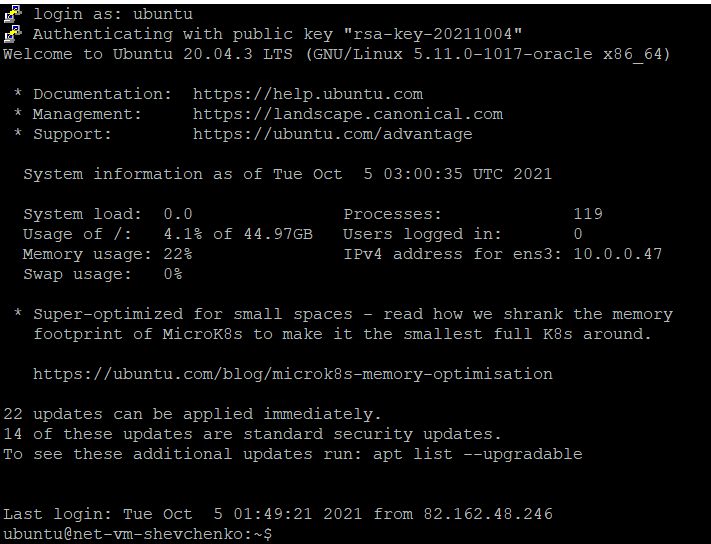 login as: ubuntu
Authenticating with public key "rsa-key-20211004"
Welcome to Ubuntu 20.04.3 LTS (GNU/Linux 5.11.0-1017-oracle x86_64)

 * Documentation:  https://help.ubuntu.com
 * Management:     https://landscape.canonical.com
 * Support:        https://ubuntu.com/advantage

  System information as of Tue Oct  5 03:00:35 UTC 2021

  System load:  0.0               Processes:             119
  Usage of /:   4.1% of 44.97GB   Users logged in:       0
  Memory usage: 22%               IPv4 address for ens3: 10.0.0.47
  Swap usage:   0%

 * Super-optimized for small spaces - read how we shrank the memory
   footprint of MicroK8s to make it the smallest full K8s around.

   https://ubuntu.com/blog/microk8s-memory-optimisation

22 updates can be applied immediately.
14 of these updates are standard security updates.
To see these additional updates run: apt list --upgradable


Last login: Tue Oct  5 01:49:21 2021 from 82.162.48.246
ubuntu@net-vm-shevchenko:~$